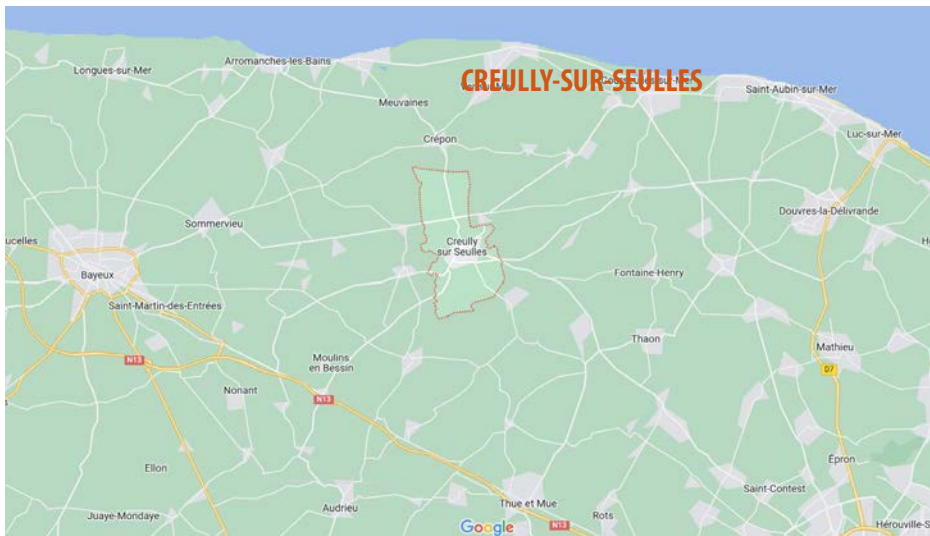 Longues-sur-Mer
Arromanches-les-Bains
CREULLY-SUR-SEULLES
Saint-Aubin-sur-Mer
Meuvaines
Luc-sur-Mer
Crépon
Douvres-la-Délivrande
Sommervieu
ucelles
Creully
sur Seulles
Bayeux
Fontaine-Henry
Saint-Martin-des-Entrées
Thaon
Mathieu
N13
Moulins
en Bessin
D7
Nonant
N13
Épron
Ellon
Saint-Contest
Thue et Mue
Audrieu
Juaye-Mondaye
Rots
Google
N13
Hérouville-S